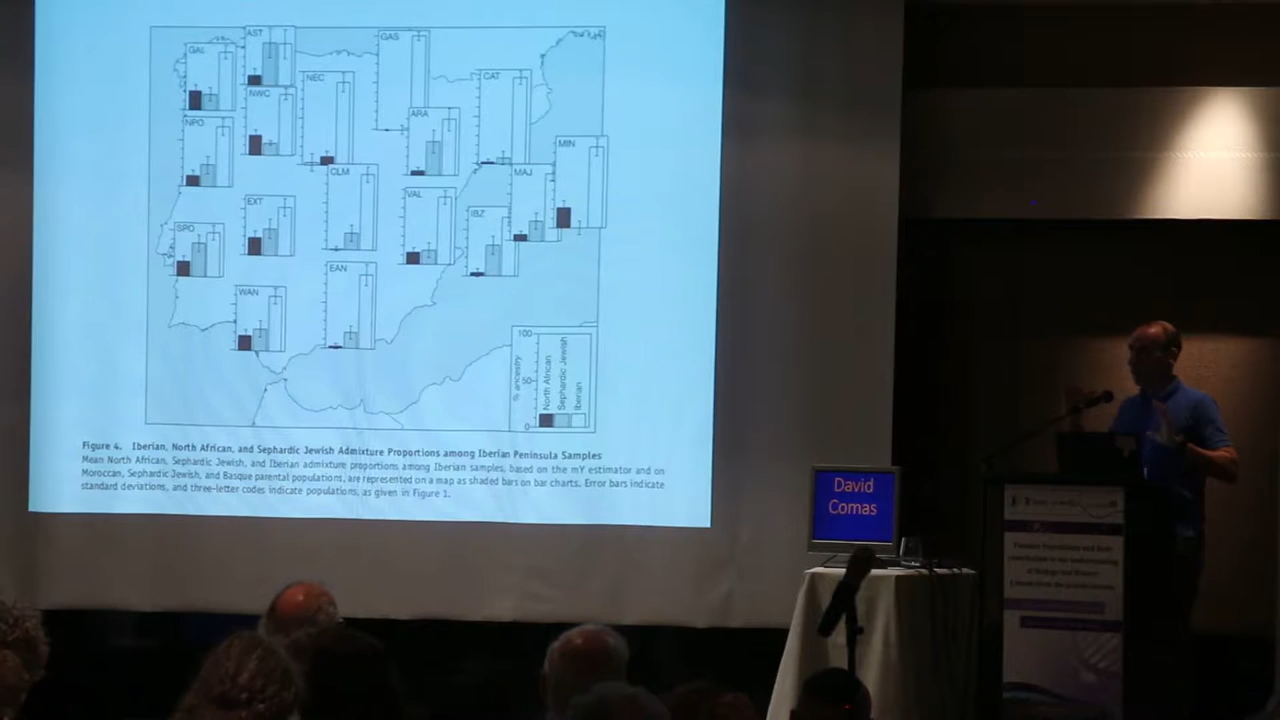 AST
GAS
GAL
NEC
CAT
NWC
ARA
NPO
MIN
CLM
MAJ
VAL
EXT
IBZ
SPO
EAN
WAN
100
50
0
% ancestry
North African
Sephardic Jewish
Iberian
Figure 4. Iberian, North African, and Sephardic Jewish Admixture Proportions among Iberian Peninsula Samples
Mean North African, Sephardic Jewish, and Iberian admixture proportions among Iberian samples, based on the mY estimator and on
Moroccan, Sephardic Jewish, and Basque parental populations, are represented on a map as shaded bars on bar charts. Error bars indicate
standard deviations, and three-letter codes indicate populations, as given in Figure 1.
David
Comas